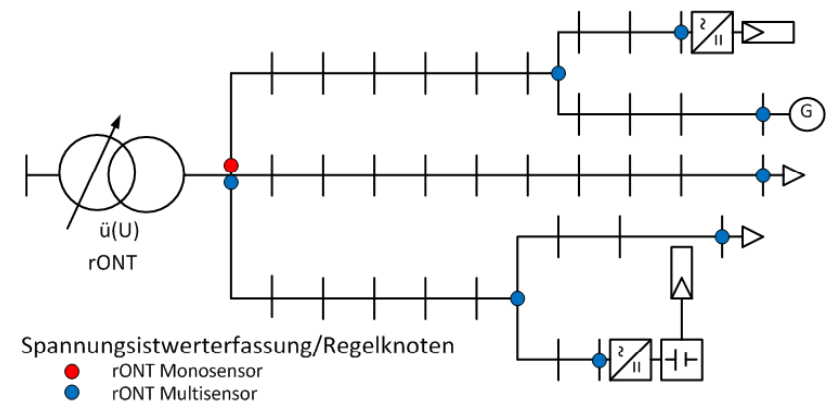 G
ü(U)
rONT
Spannungsistwerterfassung/Regelknoten
rONT Monosensor
rONT Multisensor